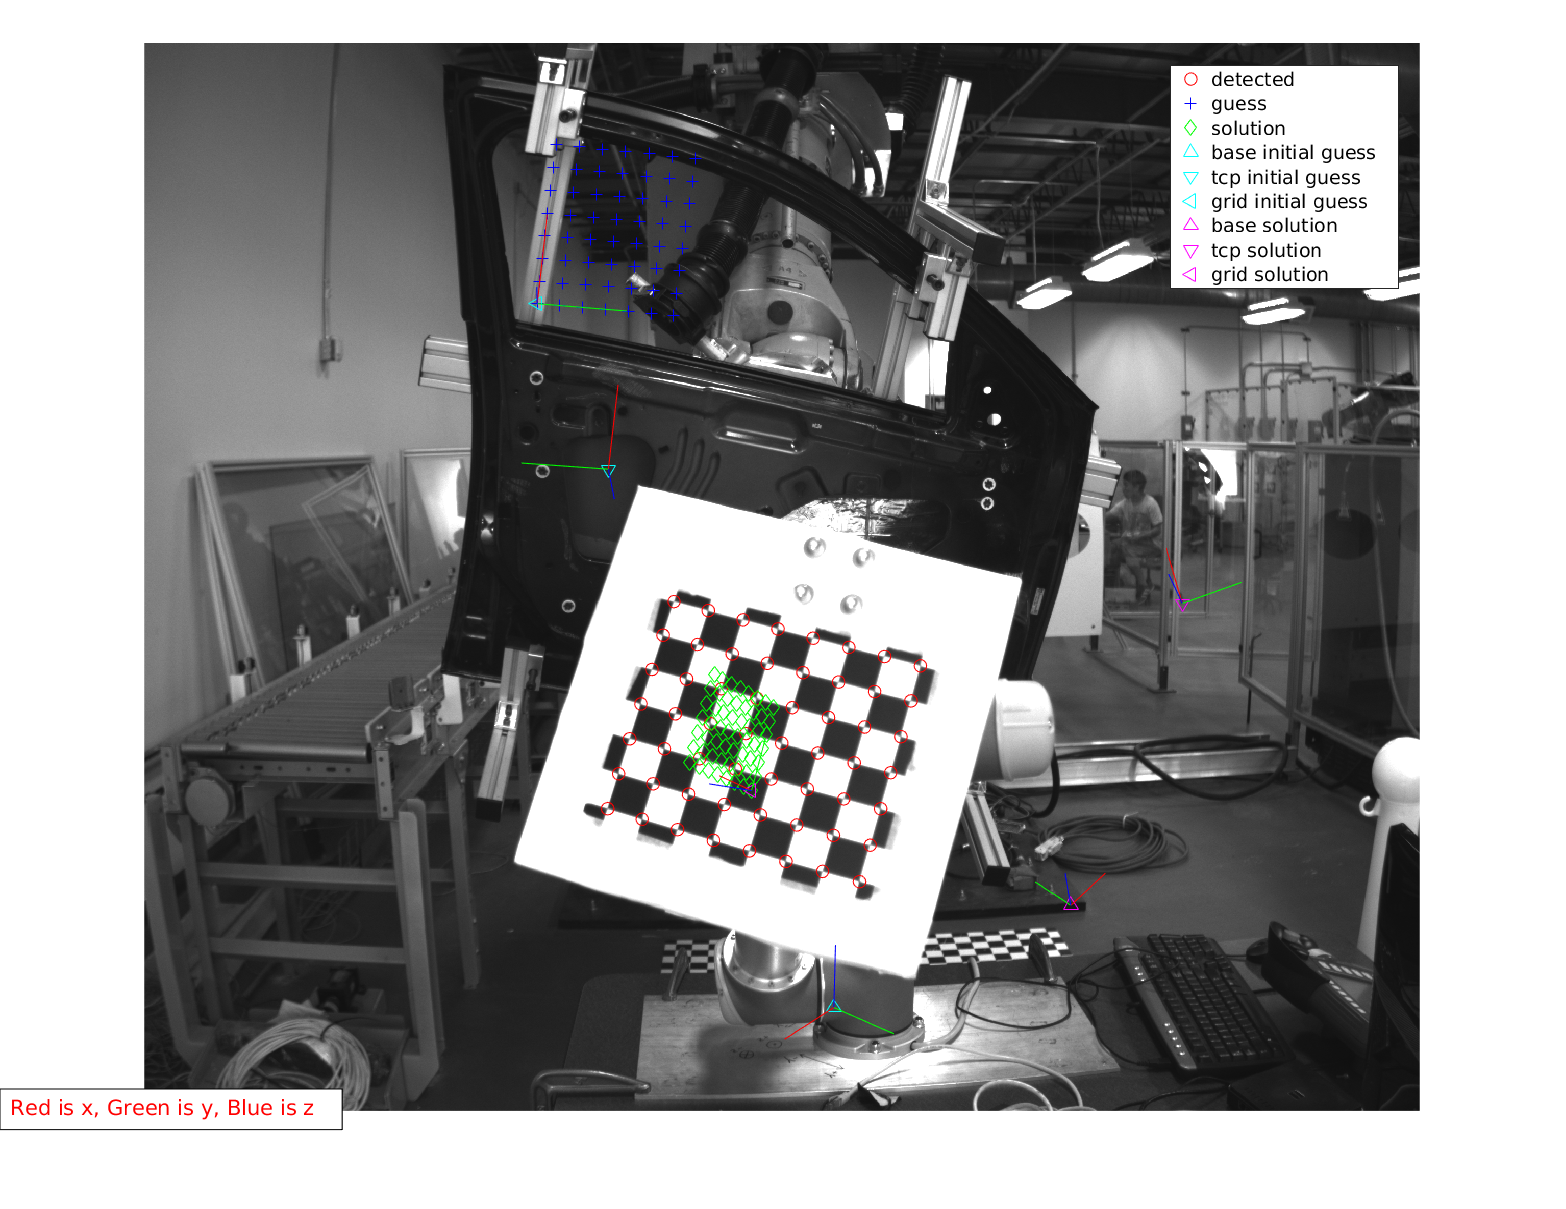 detected
guess
solution
base initial guess
tcp initial guess
grid initial guess
base solution
tcp solution
grid solution
Red is x, Green is y, Blue is z